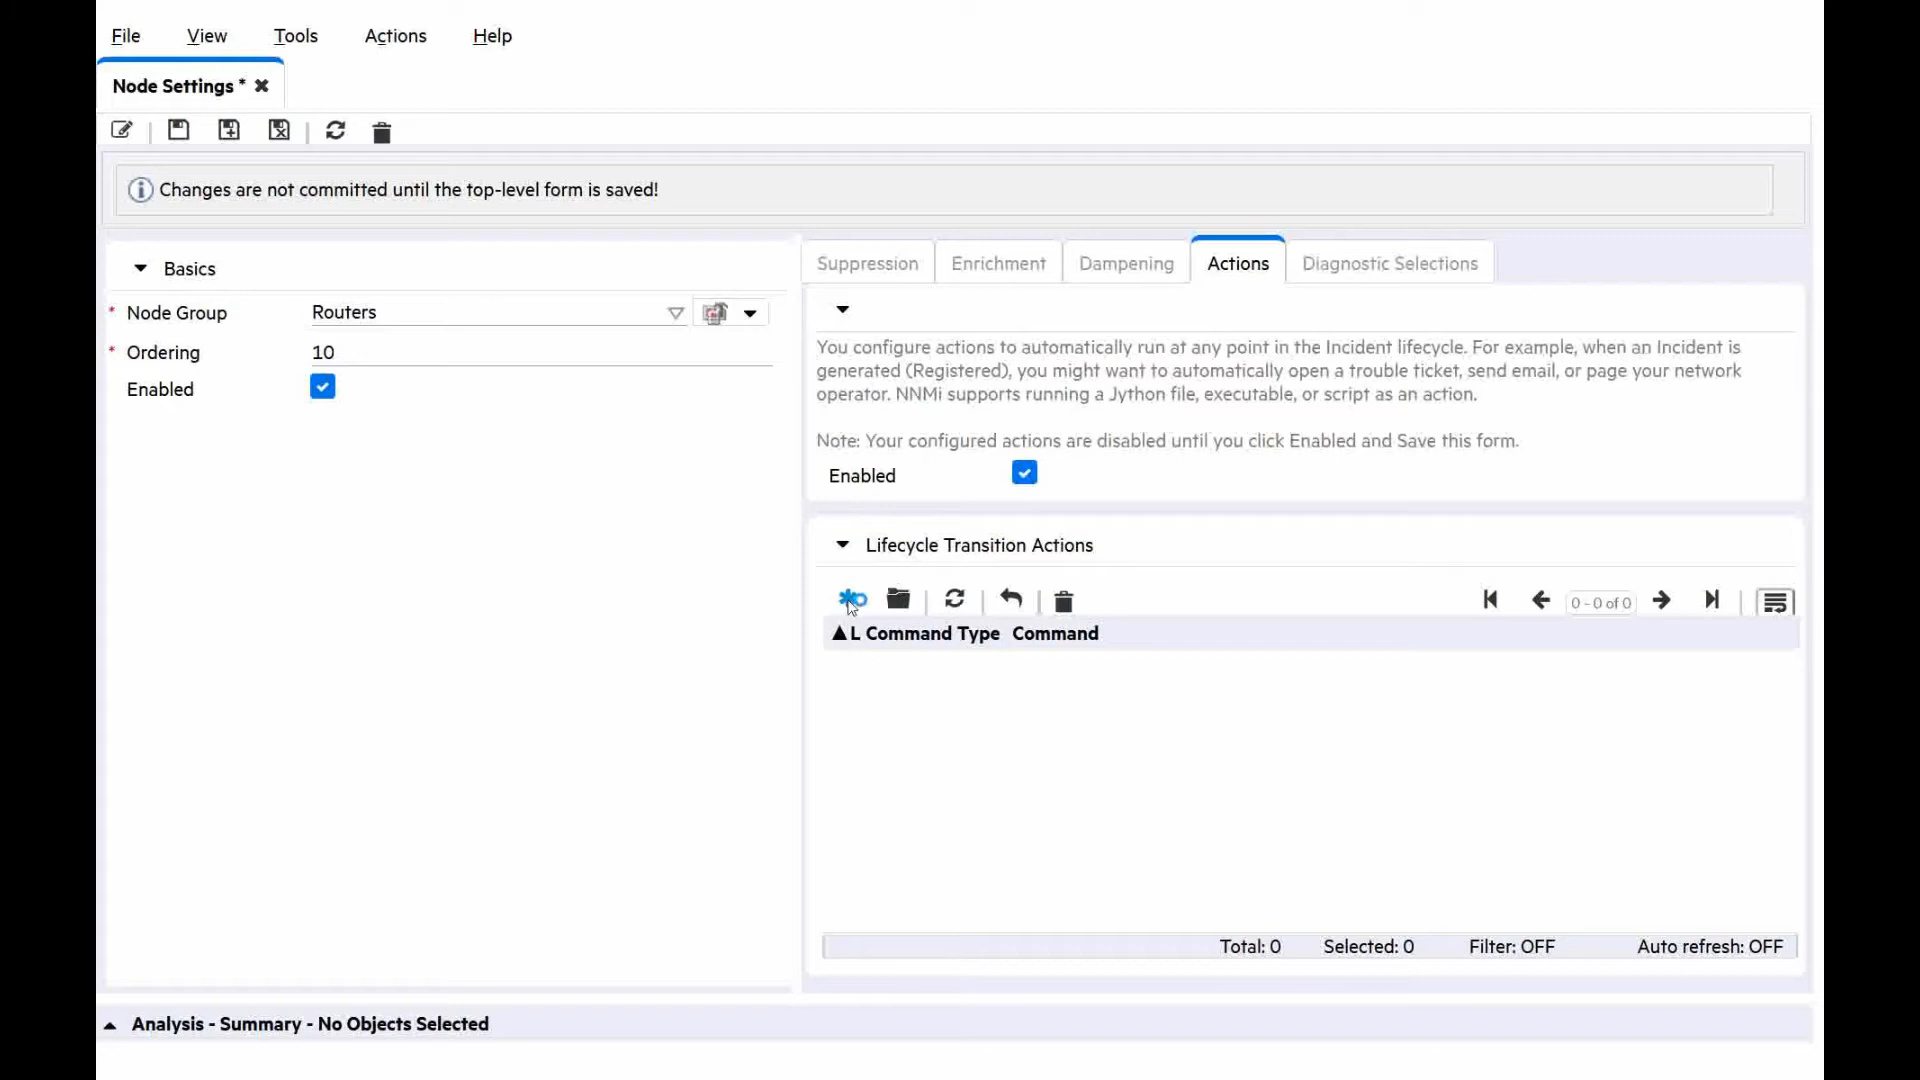 File View Tools Actions Help
Node Settings *
Changes are not committed until the top-level form is saved!
Basics
* Node Group Routers
* Ordering 10
Enabled
Suppression Enrichment Dampening Actions Diagnostic Selections
You configure actions to automatically run at any point in the Incident lifecycle. For example, when an Incident is
generated (Registered), you might want to automatically open a trouble ticket, send email, or page your network
operator. NNMi supports running a Jython file, executable, or script as an action.
Note: Your configured actions are disabled until you click Enabled and Save this form.
Enabled
Lifecycle Transition Actions
0 - 0 of 0
▲L Command Type Command
Total: 0 Selected: 0 Filter: OFF Auto refresh: OFF
Analysis - Summary - No Objects Selected